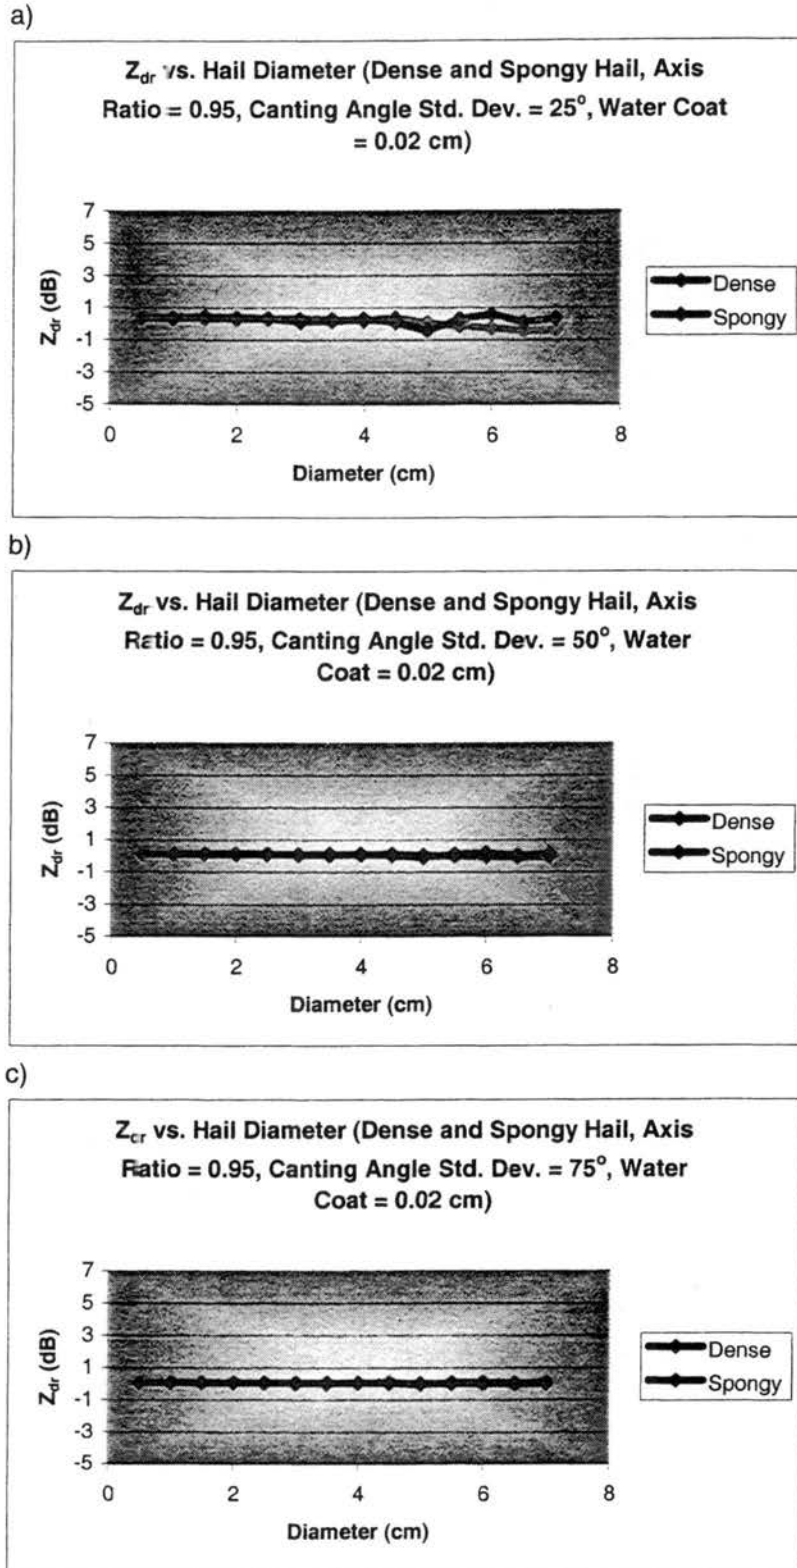 a)
Zdr vs. Hail Diameter (Dense and Spongy Hail, Axis
Ratio = 0.95, Canting Angle Std. Dev. = 25°, Water Coat
= 0.02 cm)
7
5
3
1
-1
-3
-5
Zdr (dB)
0 2 4 6 8
Diameter (cm)
Dense
Spongy
b)
Zdr vs. Hail Diameter (Dense and Spongy Hail, Axis
Ratio = 0.95, Canting Angle Std. Dev. = 50°, Water
Coat = 0.02 cm)
7
5
3
1
-1
-3
-5
Zdr (dB)
0 2 4 6 8
Diameter (cm)
Dense
Spongy
c)
Zdr vs. Hail Diameter (Dense and Spongy Hail, Axis
Ratio = 0.95, Canting Angle Std. Dev. = 75°, Water
Coat = 0.02 cm)
7
5
3
1
-1
-3
-5
Zdr (dB)
0 2 4 6 8
Diameter (cm)
Dense
Spongy